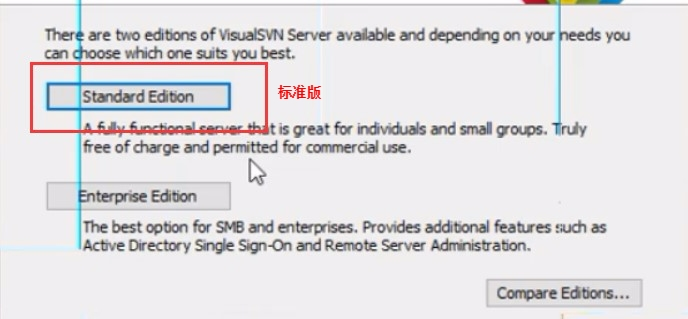 There are two editions of VisualSVN Server available and depending on your needs you
can choose which one suits you best.
Standard Edition
标准版
A fully functional server that is great for individuals and small groups. Truly
free of charge and permitted for commercial use.
Enterprise Edition
The best option for SMB and enterprises. Provides additional features such as
Active Directory Single Sign-On and Remote Server Administration.
Compare Editions...